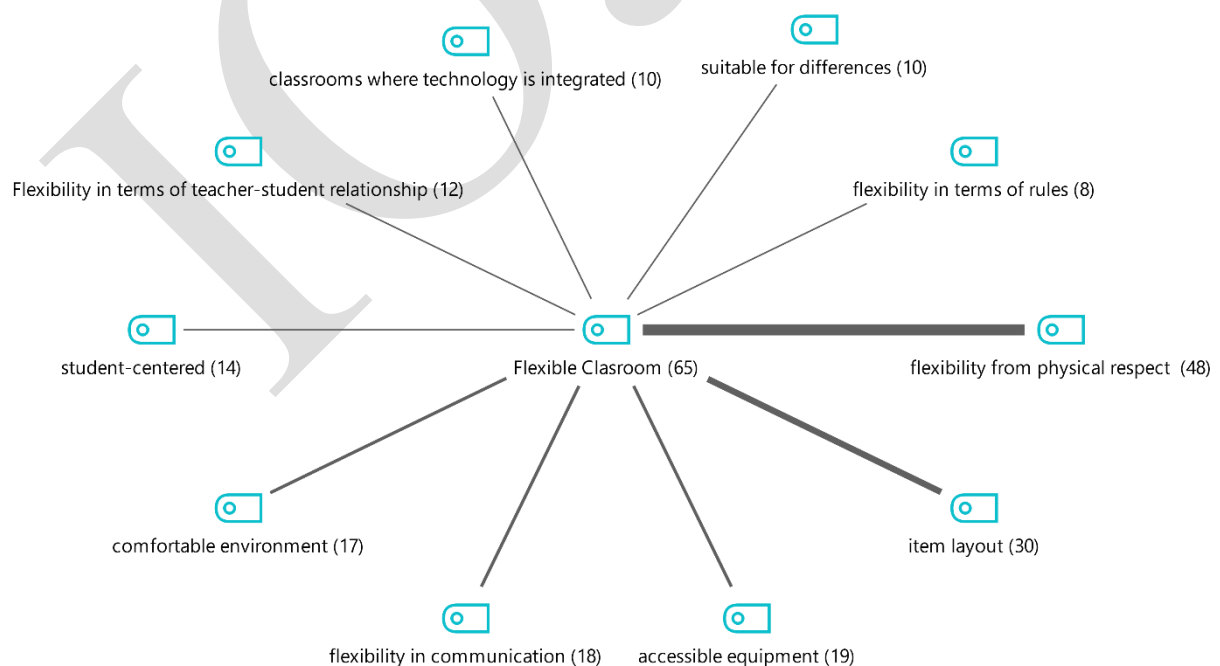 suitable for differences (10)
classrooms where technology is integrated (10)
Flexibility in terms of teacher-student relationship (12)
flexibility in terms of rules (8)
student-centered (14)
Flexible Clasroom (65)
flexibility from physical respect (48)
comfortable environment (17)
item layout (30)
flexibility in communication (18)
accessible equipment (19)